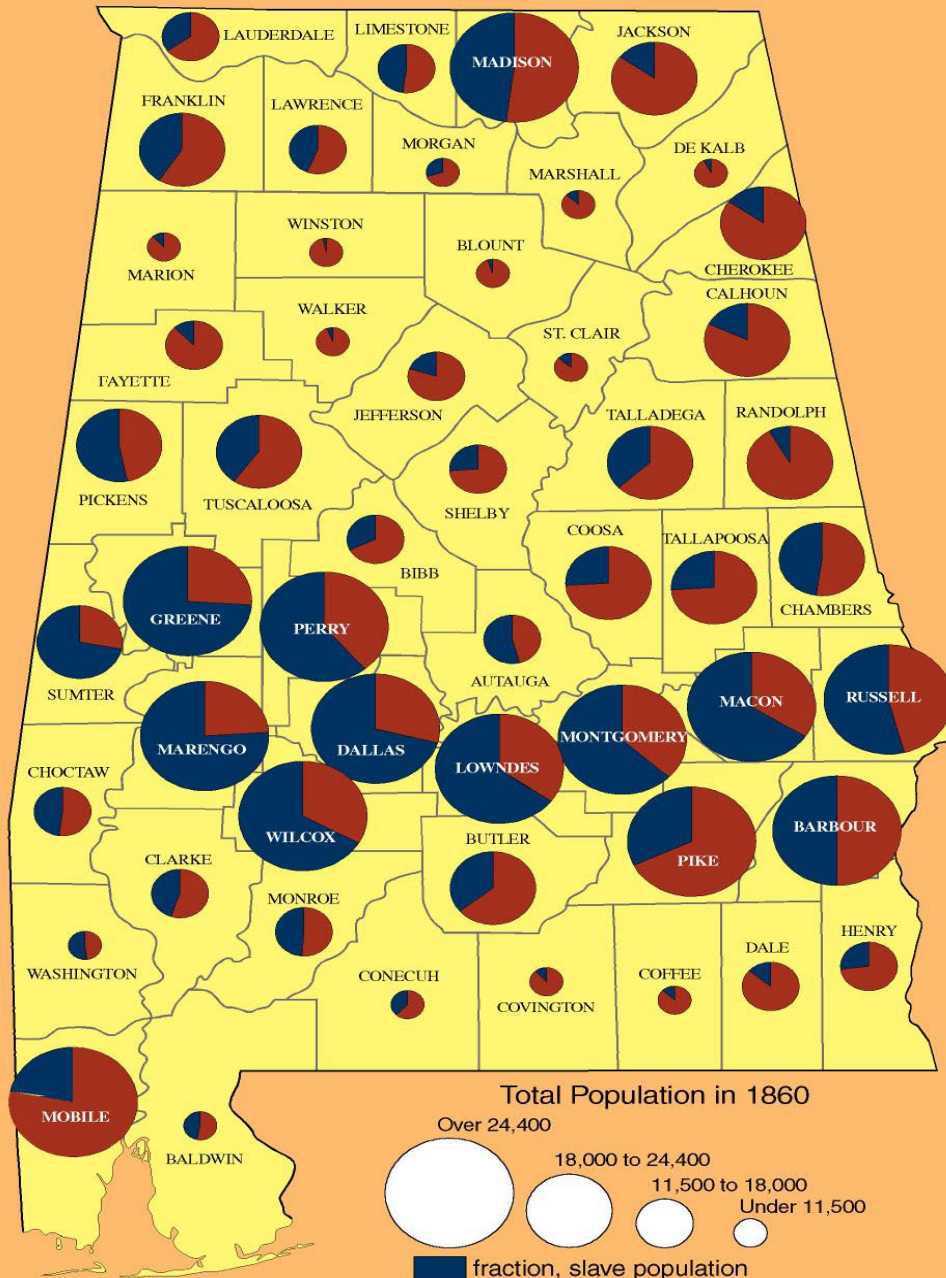 LAUDERDALE
LIMESTONE
MADISON
JACKSON
FRANKLIN
LAWRENCE
MORGAN
MARSHALL
DE KALB
CHEROKEE
MARION
WINSTON
BLOUNT
CALHOUN
WALKER
ST. CLAIR
FAYETTE
JEFFERSON
TALLADEGA
RANDOLPH
PICKENS
TUSCALOOSA
SHELBY
COOSA
TALLAPOOSA
BIBB
CHAMBERS
GREENE
PERRY
SUMTER
AUTAUGA
MACON
RUSSELL
MARENGO
DALLAS
MONTGOMERY
LOWNDES
CHOCTAW
WILCOX
BUTLER
PIKE
BARBOUR
CLARKE
MONROE
WASHINGTON
CONECUH
COVINGTON
COFFEE
DALE
HENRY
MOBILE
BALDWIN
Total Population in 1860
Over 24,400
18,000 to 24,400
11,500 to 18,000
Under 11,500
fraction, slave population